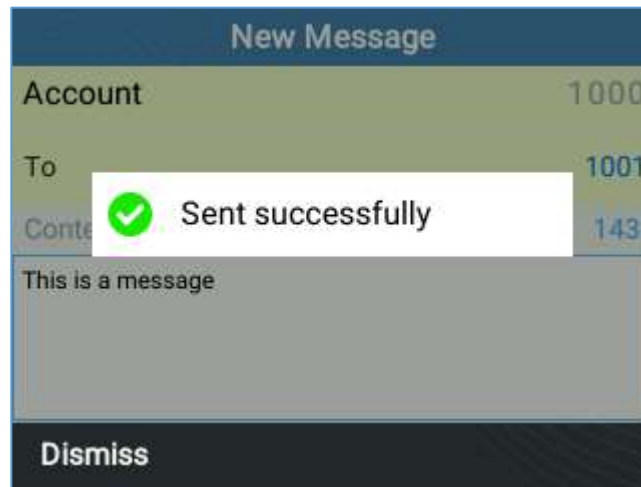 New Message
Account 1000
To 1001
Sent successfully
143
This is a message
Dismiss